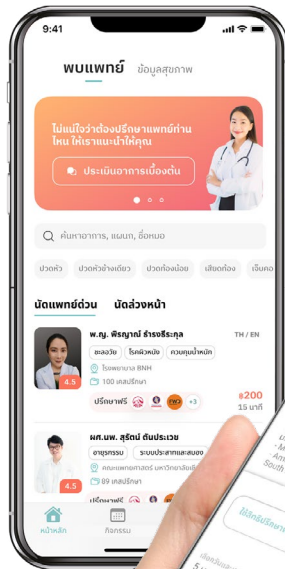 9:41
พบแพทย์ ข้อมูลสุขภาพ
ไม่แน่ใจว่าต้องปรึกษาแพทย์ท่าน
ไหน ให้เราแนะนำให้คุณ
ประเมินอาการเบื้องต้น
ค้นหาอาการ, แผนก, ชื่อหมอ
ปวดหัว ปวดหัวข้างเดียว ปวดท้องน้อย เสียดท้อง เจ็บคอ
นัดแพทย์ด่วน นัดล่วงหน้า
พ.ญ. พิรญาณ์ ธำรงธีระกุล TH / EN
ชะลอวัย โรคผิวหนัง ควบคุมน้ำหนัก
โรงพยาบาล BNH
4.5 100 เคสปรึกษา
ปรึกษาฟรี +3 ฿200
15 นาที
ผศ.นพ. สุรัตน์ ตันประเวช
อายุรกรรม ระบบประสาทและสมอง
คณะแพทยศาสตร์ มหาวิทยาลัย
4.5 89 เคสปรึกษา
ปรึกษาฟรี
South
ใช้สิทธิ์รักษา
หน้าหลัก กิจกรรม